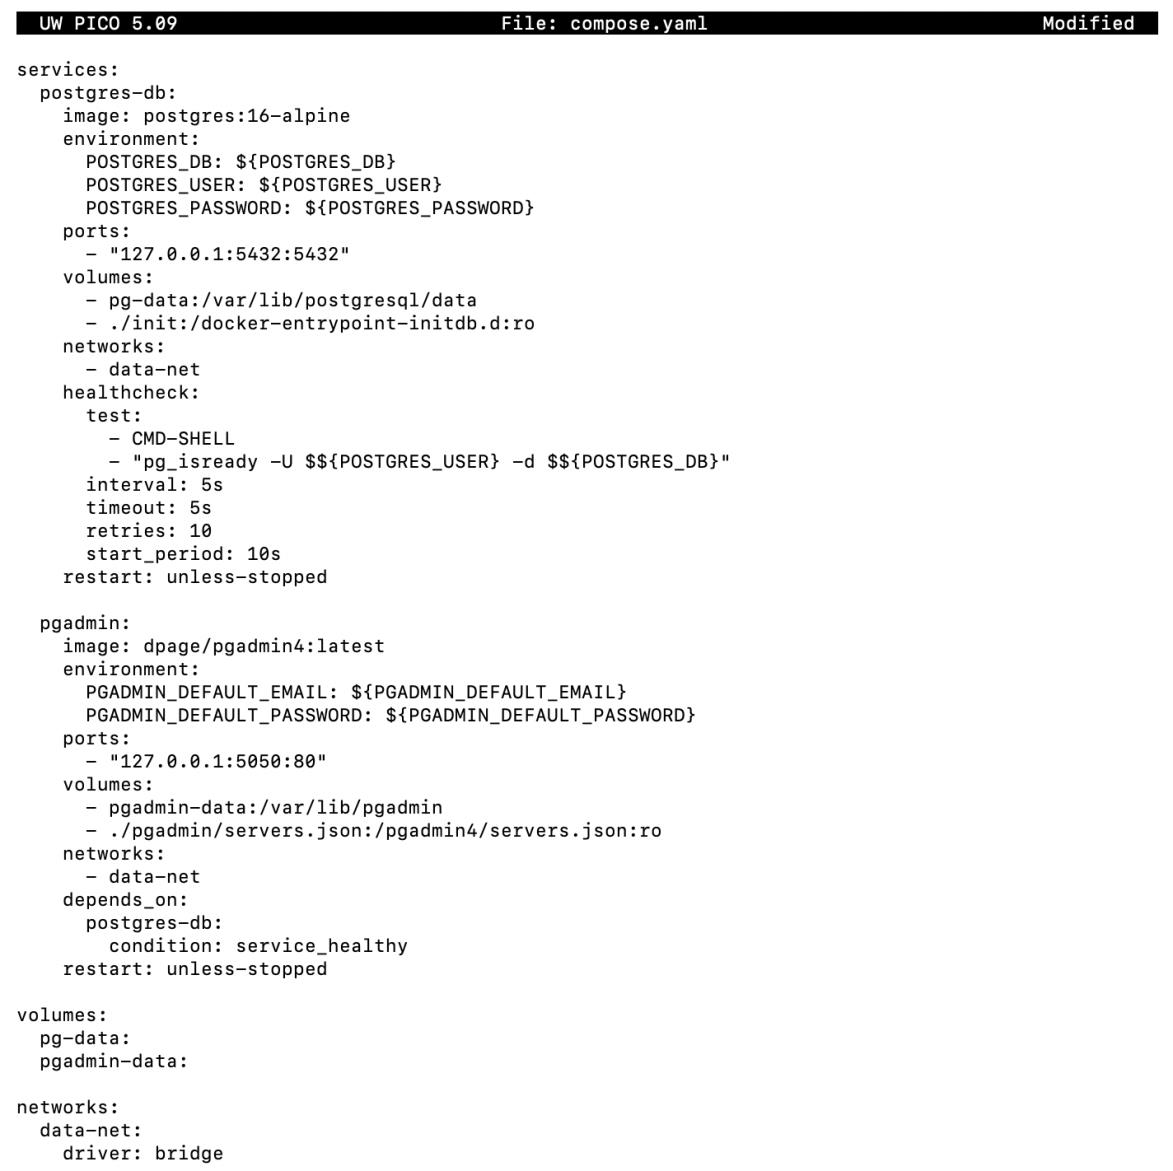 UW PICO 5.09 File: compose.yaml Modified
services:
  postgres-db:
    image: postgres:16-alpine
    environment:
      POSTGRES_DB: ${POSTGRES_DB}
      POSTGRES_USER: ${POSTGRES_USER}
      POSTGRES_PASSWORD: ${POSTGRES_PASSWORD}
    ports:
      - "127.0.0.1:5432:5432"
    volumes:
      - pg-data:/var/lib/postgresql/data
      - ./init:/docker-entrypoint-initdb.d:ro
    networks:
      - data-net
    healthcheck:
      test:
        - CMD-SHELL
        - "pg_isready -U $${POSTGRES_USER} -d $${POSTGRES_DB}"
      interval: 5s
      timeout: 5s
      retries: 10
      start_period: 10s
    restart: unless-stopped

  pgadmin:
    image: dpage/pgadmin4:latest
    environment:
      PGADMIN_DEFAULT_EMAIL: ${PGADMIN_DEFAULT_EMAIL}
      PGADMIN_DEFAULT_PASSWORD: ${PGADMIN_DEFAULT_PASSWORD}
    ports:
      - "127.0.0.1:5050:80"
    volumes:
      - pgadmin-data:/var/lib/pgadmin
      - ./pgadmin/servers.json:/pgadmin4/servers.json:ro
    networks:
      - data-net
    depends_on:
      postgres-db:
        condition: service_healthy
    restart: unless-stopped

volumes:
  pg-data:
  pgadmin-data:

networks:
  data-net:
    driver: bridge